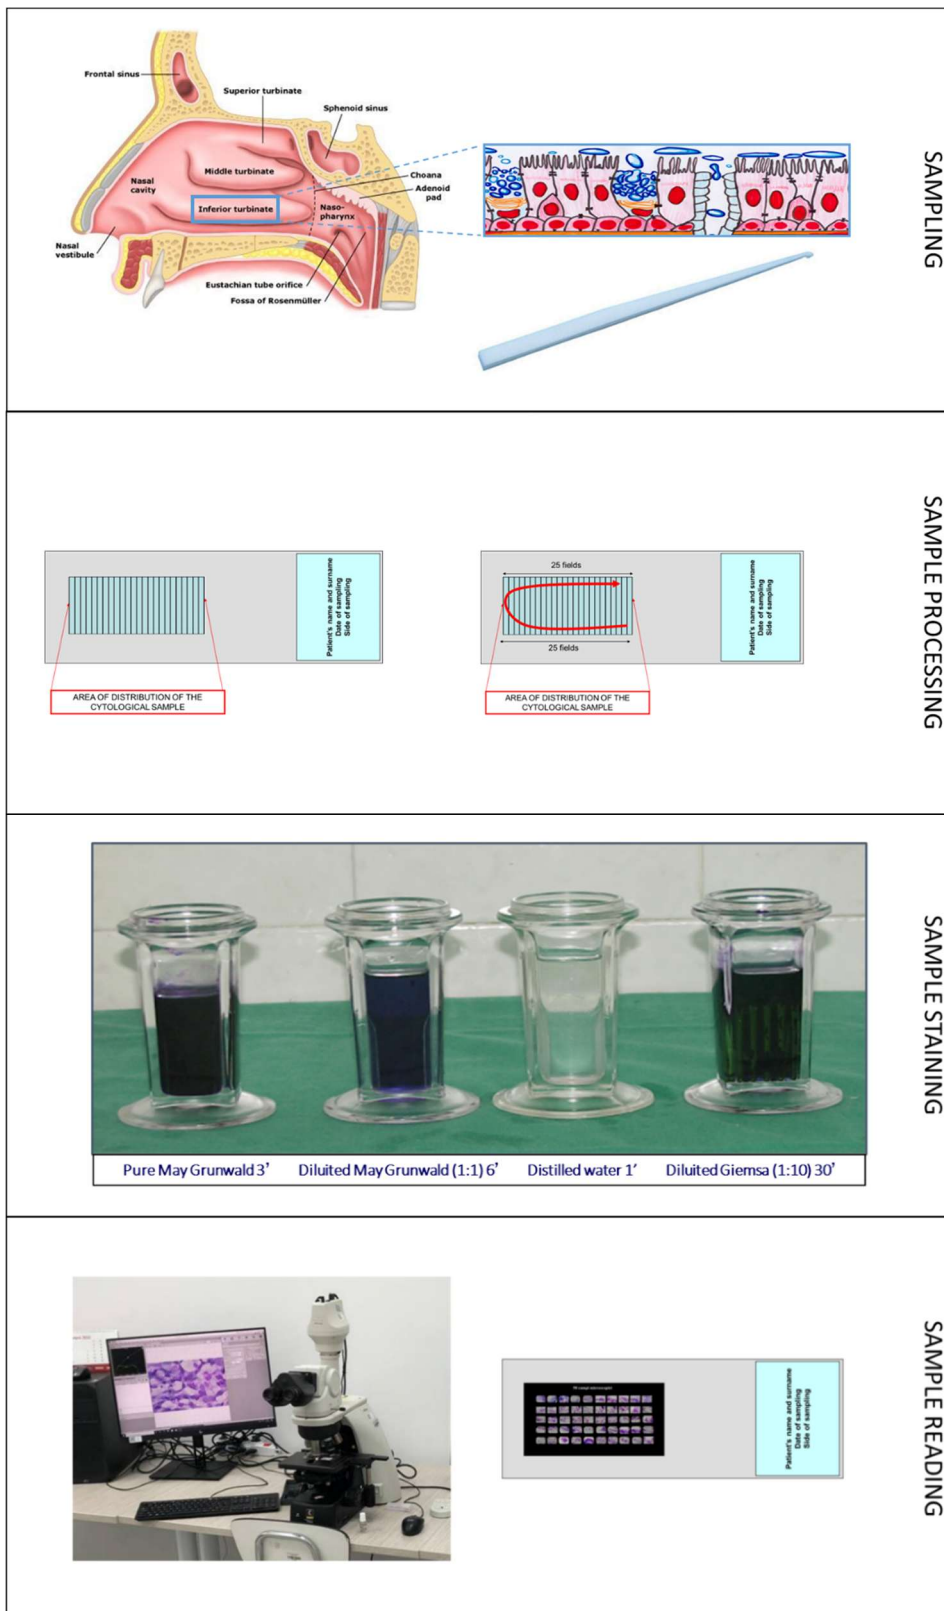 SAMPLING
Frontal sinus
Superior turbinate
Sphenoid sinus
Middle turbinate
Choana
Adenoid
pad
Nasal
cavity
Inferior turbinate
Naso-
pharynx
Nasal
vestibule
Eustachian tube orifice
Fossa of Rosenmüller
SAMPLE PROCESSING
Patient's name and surname
Date of sampling
Side of sampling
AREA OF DISTRIBUTION OF THE
CYTOLOGICAL SAMPLE
25 fields
25 fields
Patient's name and surname
Date of sampling
Side of sampling
AREA OF DISTRIBUTION OF THE
CYTOLOGICAL SAMPLE
SAMPLE STAINING
Pure May Grunwald 3’
Diluited May Grunwald (1:1) 6’
Distilled water 1’
Diluited Giemsa (1:10) 30’
SAMPLE READING
Patient's name and surname
Date of sampling
Side of sampling